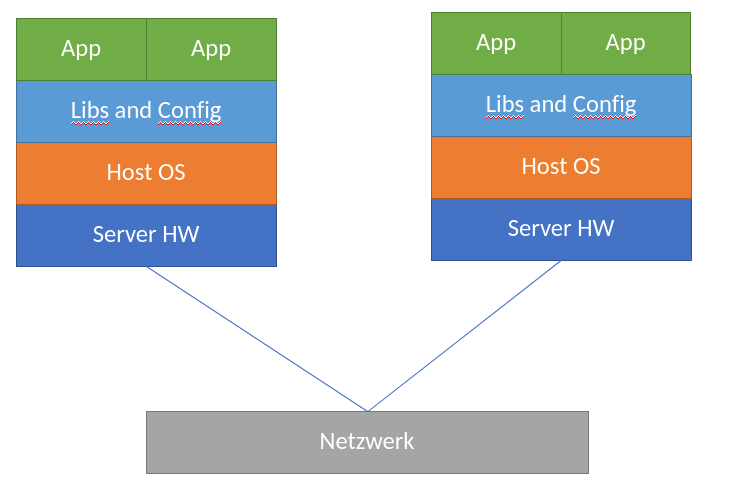 App App
Libs and Config
Host OS
Server HW
App App
Libs and Config
Host OS
Server HW
Netzwerk